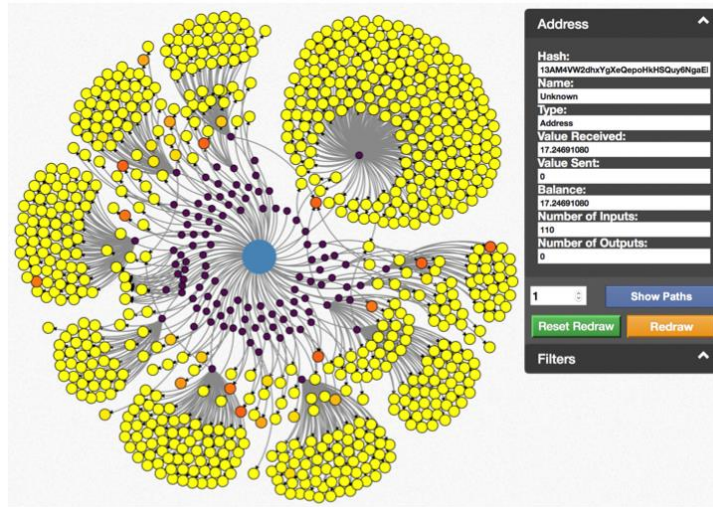 Address
Hash:
13AM4VW2dhxYgXeQepoHkHSQuy6NgaEl
Name:
Unknown
Type:
Address
Value Received:
17.24691080
Value Sent:
0
Balance:
17.24691080
Number of Inputs:
110
Number of Outputs:
0
1
Show Paths
Reset Redraw
Redraw
Filters